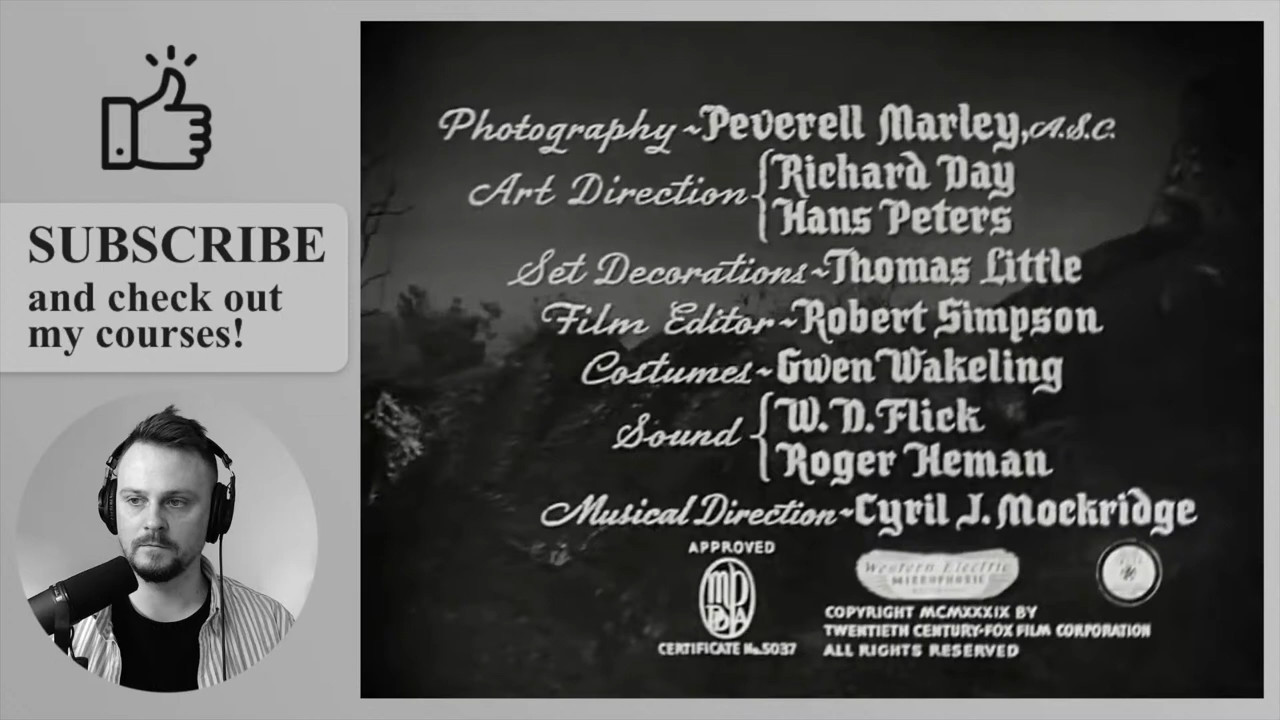 SUBSCRIBE
and check out
my courses!
Photography~Peverell Marley, A.S.C.
Art Direction { Richard Day
Hans Peters
Set Decorations~Thomas Little
Film Editor~Robert Simpson
Costumes~Gwen Wakeling
Sound { W. D. Flick
Roger Heman
Musical Direction~Cyril J. Mockridge
APPROVED
MPPDA
CERTIFICATE No. 5037
Western Electric
MIRROPHONIC
COPYRIGHT MCMXXXIX BY
TWENTIETH CENTURY-FOX FILM CORPORATION
ALL RIGHTS RESERVED